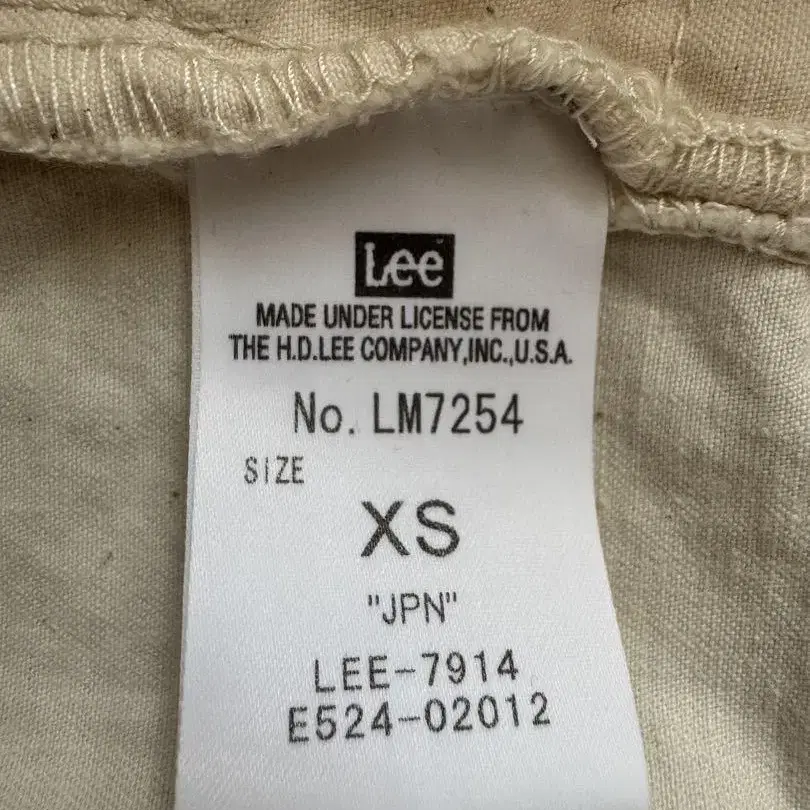 Lee
MADE UNDER LICENSE FROM
THE H.D.LEE COMPANY,INC.,U.S.A.
No. LM7254
SIZE
XS
"JPN"
LEE-7914
E524-02012